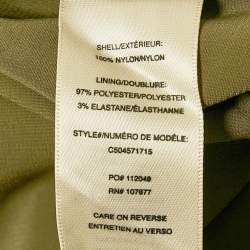 SHELL/EXTÉRIEUR:
100% NYLON/NYLON
LINING/DOUBLURE:
97% POLYESTER/POLYESTER
3% ELASTANE/ÉLASTHANNE
STYLE#/NUMÉRO DE MODÈLE:
C504571715
PO# 112049
RN# 107977
CARE ON REVERSE
ENTRETIEN AU VERSO